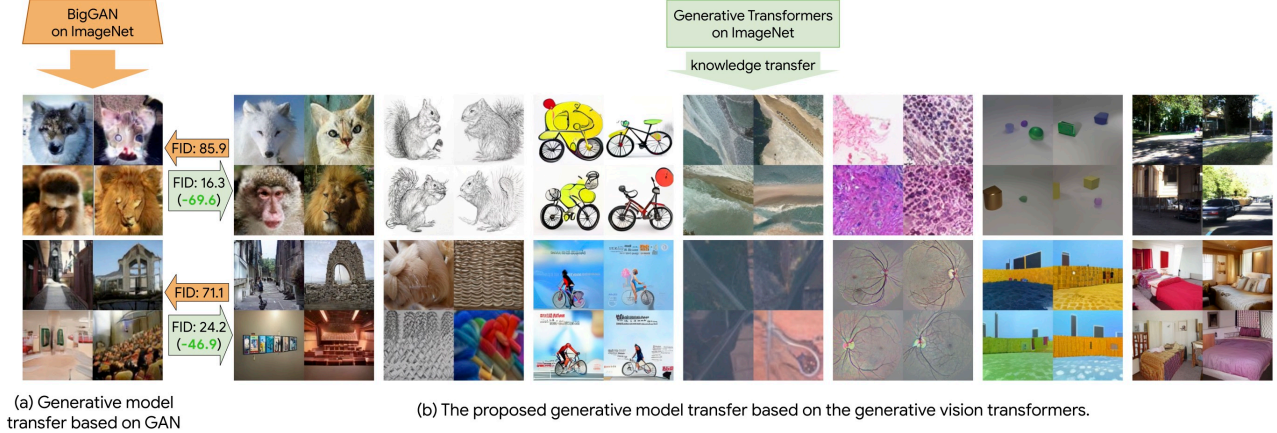 BigGAN
on ImageNet
Generative Transformers
on ImageNet
knowledge transfer
FID: 85.9
FID: 16.3
(-69.6)
FID: 71.1
FID: 24.2
(-46.9)
(a) Generative model
transfer based on GAN
(b) The proposed generative model transfer based on the generative vision transformers.